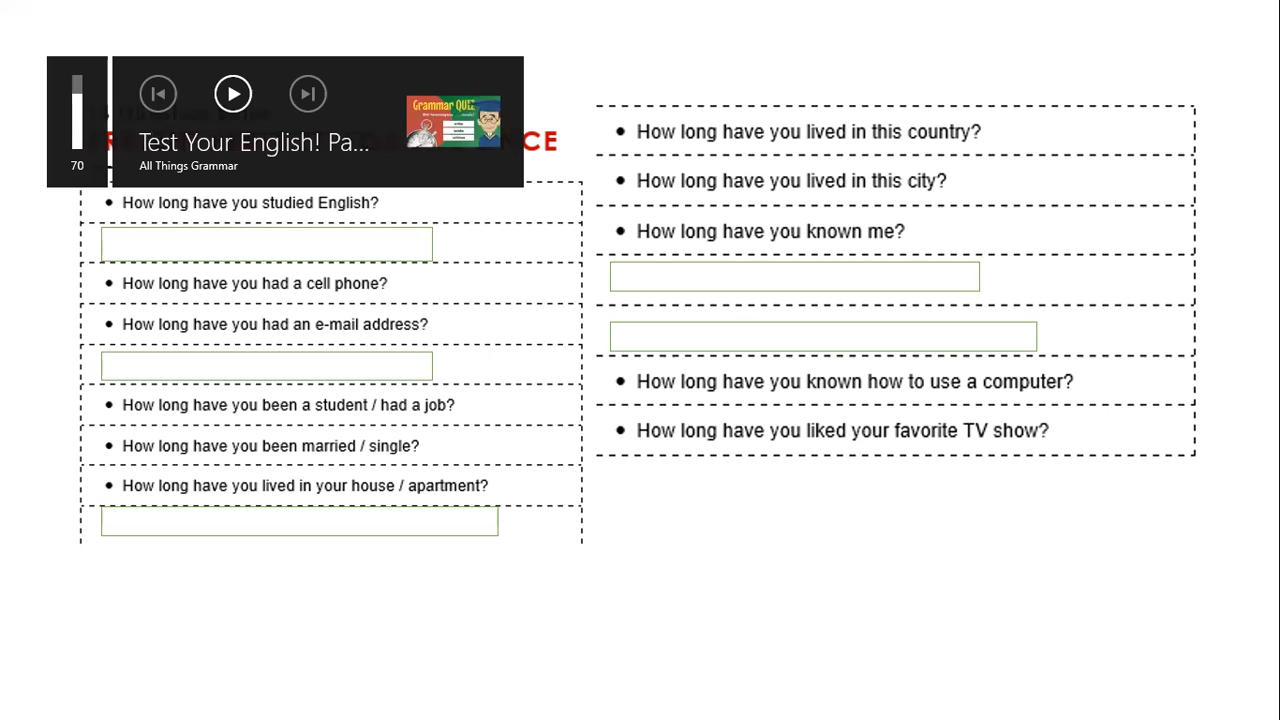 70
Test Your English! Pa...
All Things Grammar
Grammar QUIZ
CE
• How long have you studied English?
• How long have you had a cell phone?
• How long have you had an e-mail address?
• How long have you been a student / had a job?
• How long have you been married / single?
• How long have you lived in your house / apartment?
• How long have you lived in this country?
• How long have you lived in this city?
• How long have you known me?
• How long have you known how to use a computer?
• How long have you liked your favorite TV show?